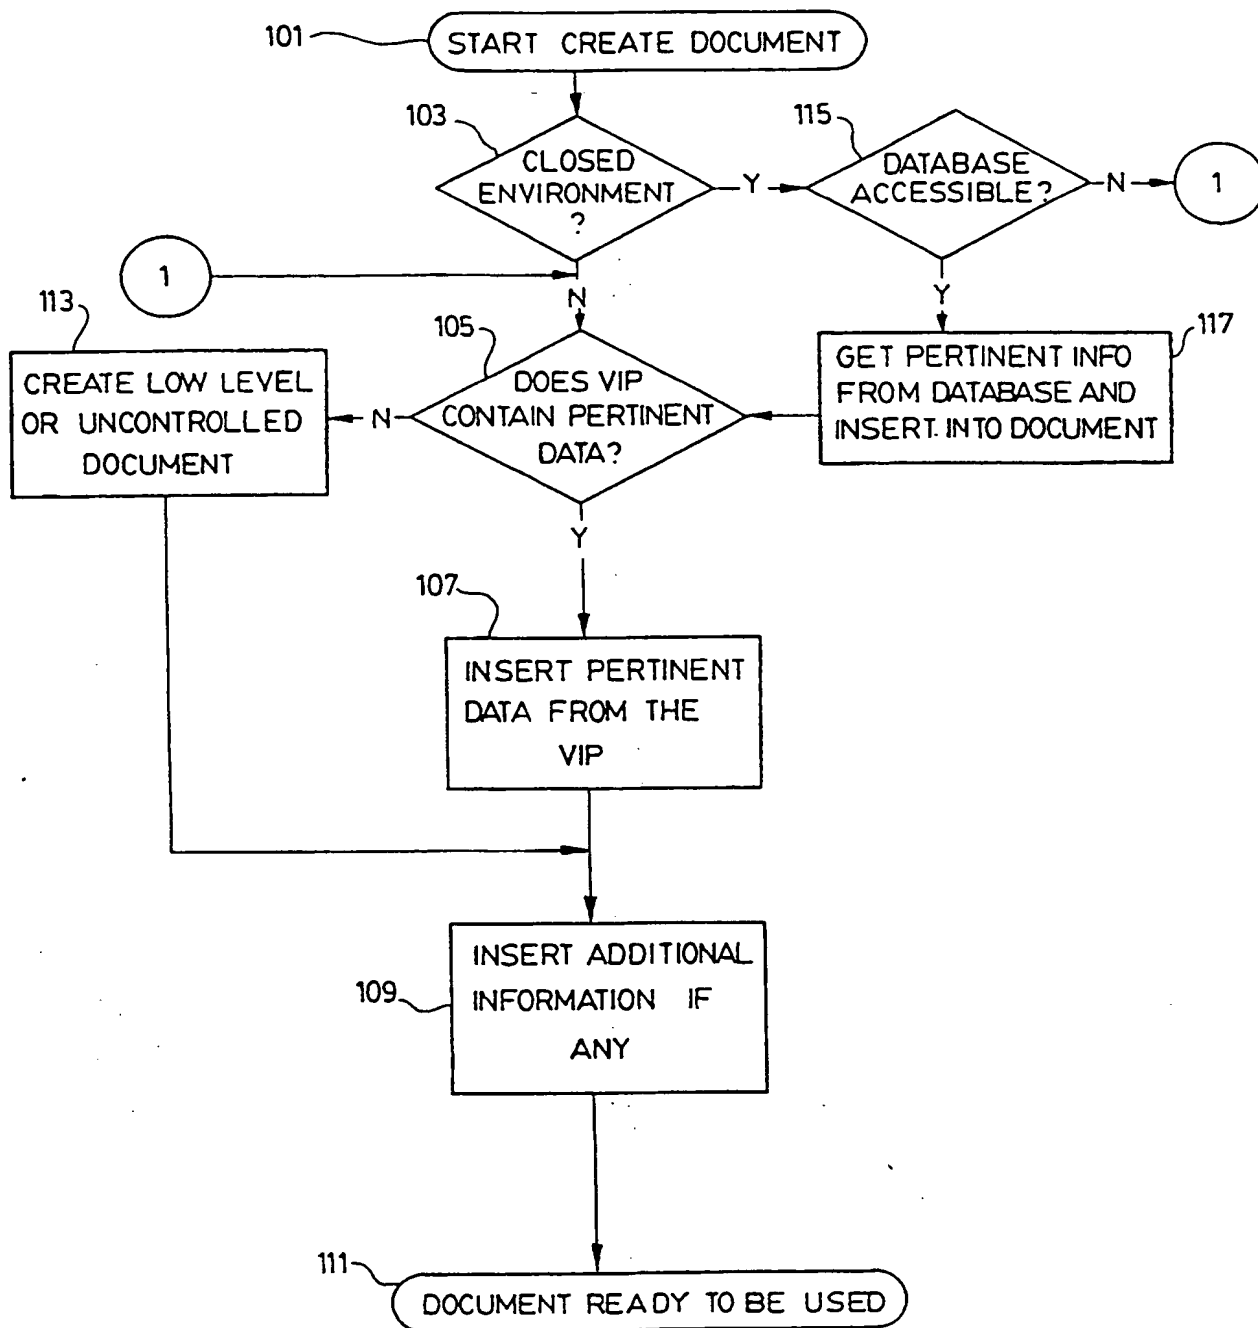 101
START CREATE DOCUMENT
103
CLOSED
ENVIRONMENT
?
Y
115
DATABASE
ACCESSIBLE?
N
1
1
N
Y
113
CREATE LOW LEVEL
OR UNCONTROLLED
DOCUMENT
N
105
DOES VIP
CONTAIN PERTINENT
DATA?
117
GET PERTINENT INFO
FROM DATABASE AND
INSERT. INTO DOCUMENT
Y
107
INSERT PERTINENT
DATA FROM THE
VIP
109
INSERT ADDITIONAL
INFORMATION IF
ANY
111
DOCUMENT READY TO BE USED